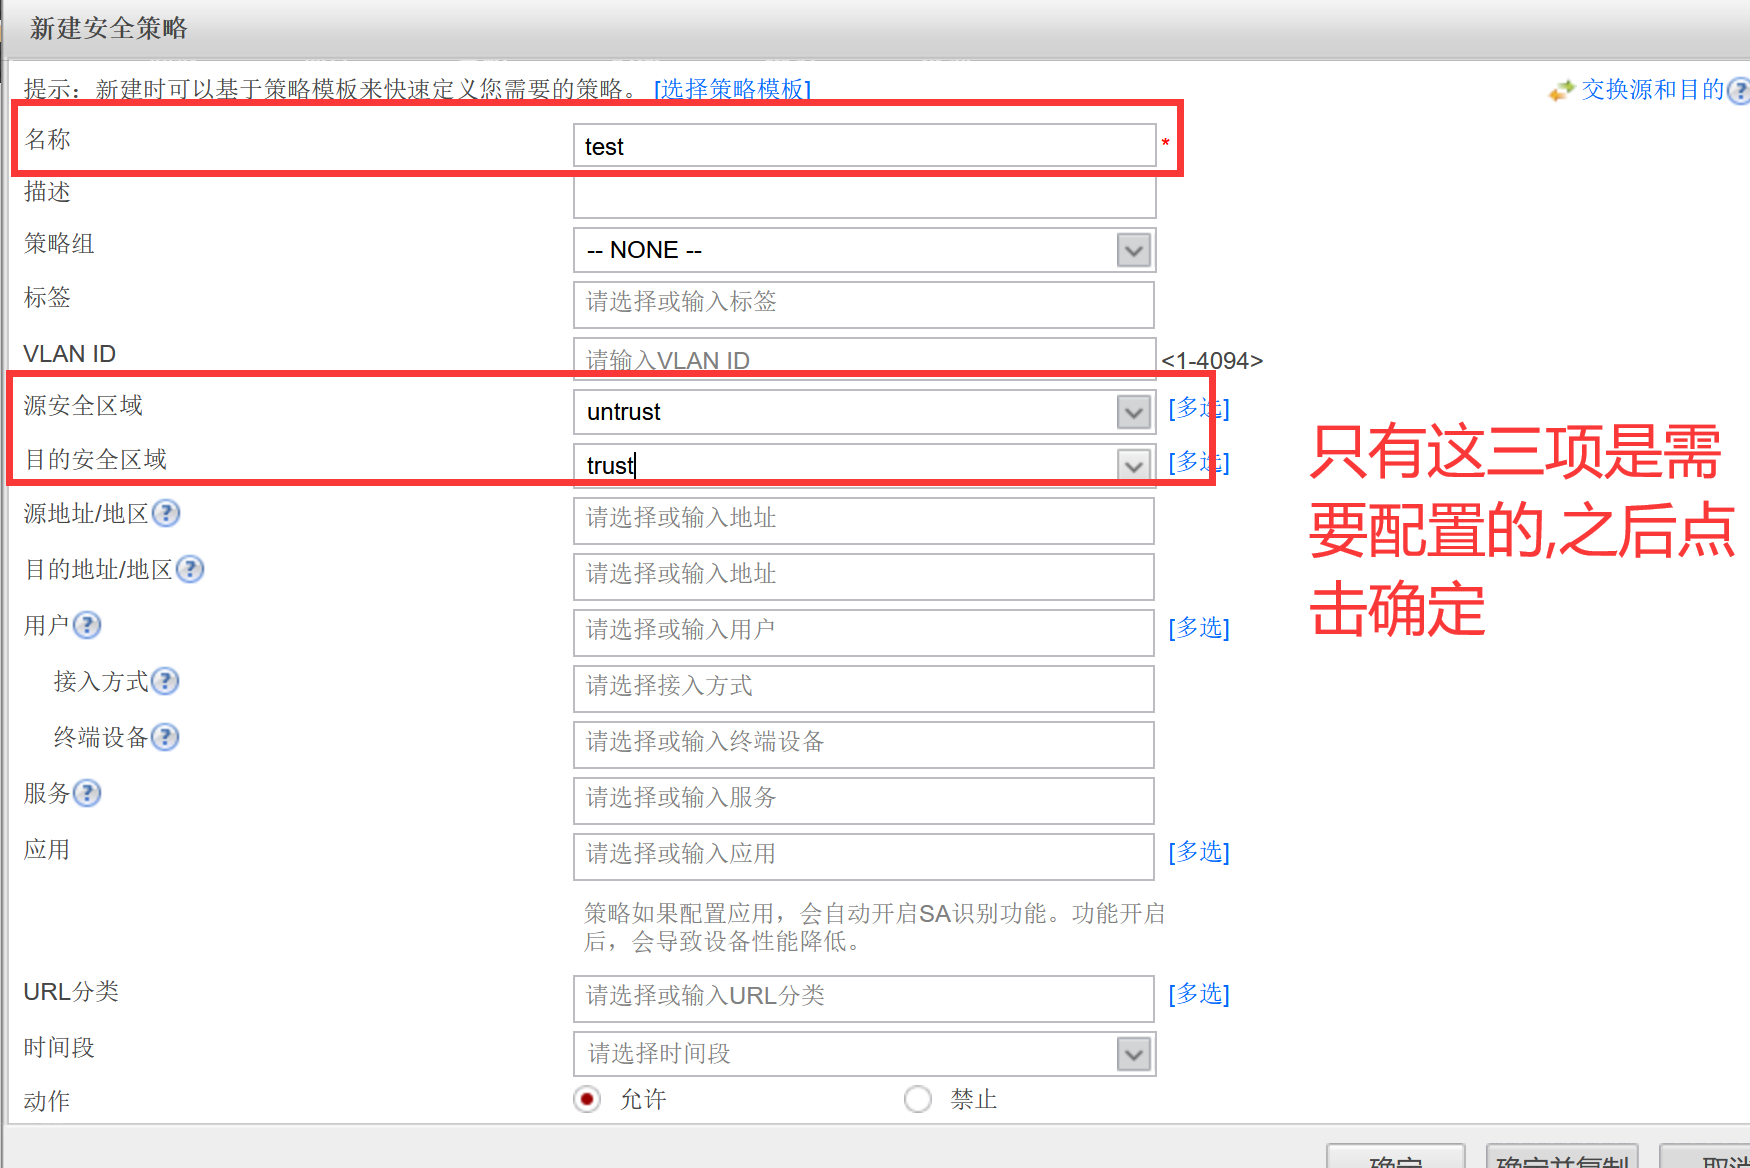 新建安全策略
提示：新建时可以基于策略模板来快速定义您需要的策略。 [选择策略模板]
交换源和目的
名称
test
*
描述
策略组
-- NONE --
标签
请选择或输入标签
VLAN ID
请输入VLAN ID
<1-4094>
源安全区域
untrust
[多选]
目的安全区域
trust
[多选]
只有这三项是需
要配置的,之后点
击确定
源地址/地区
请选择或输入地址
目的地址/地区
请选择或输入地址
用户
请选择或输入用户
[多选]
接入方式
请选择接入方式
终端设备
请选择或输入终端设备
服务
请选择或输入服务
应用
请选择或输入应用
[多选]
策略如果配置应用，会自动开启SA识别功能。功能开启
后，会导致设备性能降低。
URL分类
请选择或输入URL分类
[多选]
时间段
请选择时间段
动作
允许
禁止
确定
确定并复制
取消